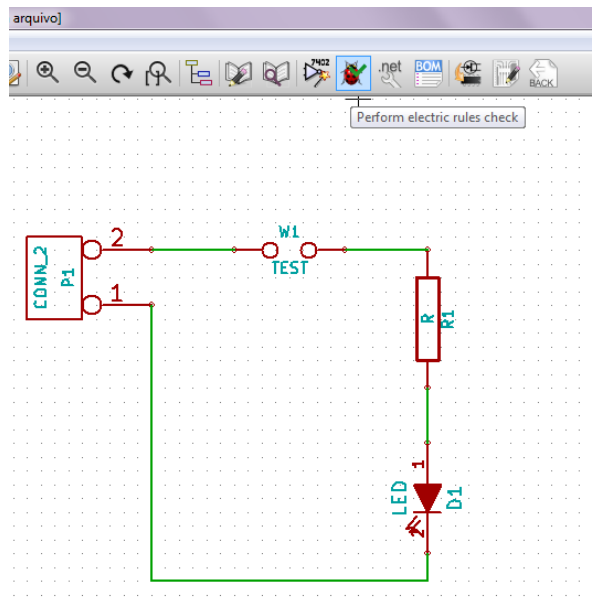 arquivo]
7402
.net
BOM
BACK
Perform electric rules check
2
W1
CONN_2
P1
TEST
1
R
R1
1
LED
D1
2